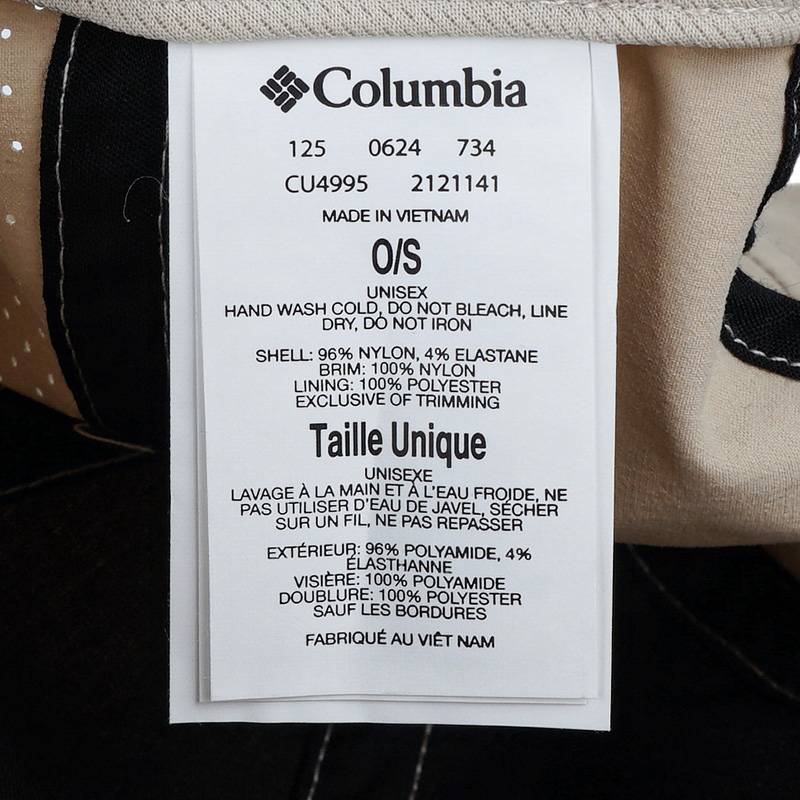 Columbia
125 0624 734
CU4995 2121141
MADE IN VIETNAM
O/S
UNISEX
HAND WASH COLD, DO NOT BLEACH, LINE
DRY, DO NOT IRON
SHELL: 96% NYLON, 4% ELASTANE
BRIM: 100% NYLON
LINING: 100% POLYESTER
EXCLUSIVE OF TRIMMING
Taille Unique
UNISEXE
LAVAGE À LA MAIN ET À L'EAU FROIDE, NE
PAS UTILISER D'EAU DE JAVEL, SÉCHER
SUR UN FIL, NE PAS REPASSER
EXTÉRIEUR: 96% POLYAMIDE, 4%
ÉLASTHANNE
VISIÈRE: 100% POLYAMIDE
DOUBLURE: 100% POLYESTER
SAUF LES BORDURES
FABRIQUÉ AU VIÊT NAM